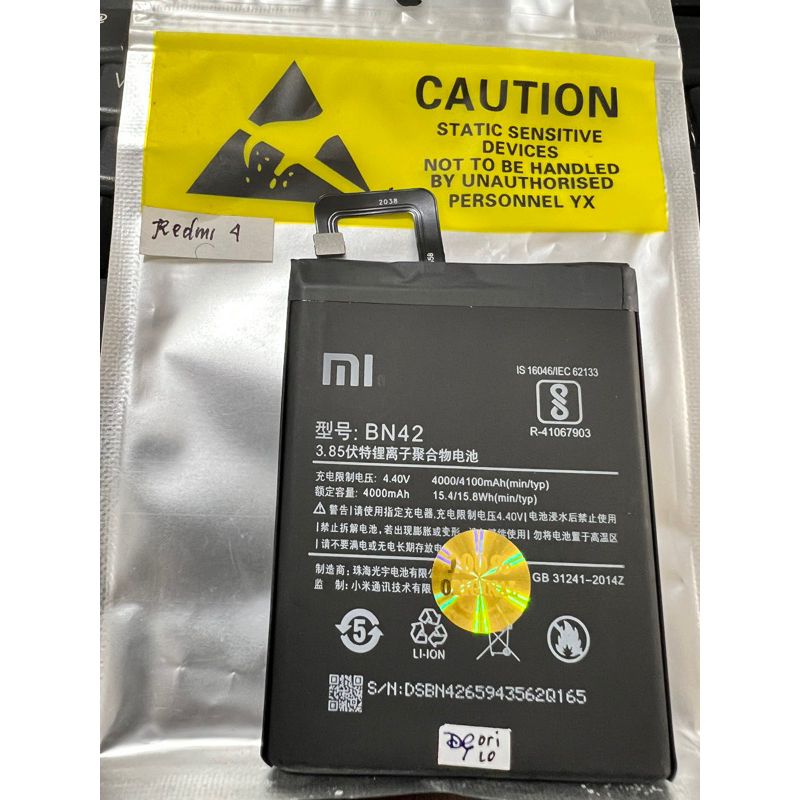 CAUTION
STATIC SENSITIVE
DEVICES
NOT TO BE HANDLED
BY UNAUTHORISED
PERSONNEL YX
2038
Redmi 4
mi
IS 16046/IEC 62133
R-41067903
型号: BN42
3.85伏特锂离子聚合物电池
充电限制电压: 4.40V 4000/4100mAh(min/typ)
额定容量: 4000mAh 15.4/15.8Wh(min/typ)
警告|请使用指定充电器,充电限制电压4.40V|电池浸水后禁止使用
|禁止拆解电池,若出现膨胀或变形,请勿继续使用|勿将电池置于高温区
|请不要满电或无电长期存放电
制造商: 珠海光宇电池有限公
监 制: 小米通讯技术有限 GB 31241-2014Z
5
LI-ION
S/N:DSBN4265943562Q165
ori